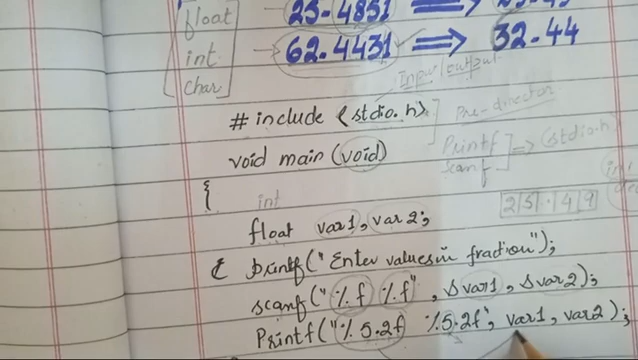 float
25-4851 ⟹
int
62.4431 ⟹ 32-44
char
Input/output
# include <stdio.h>
Pre-director
void main (void)
Printf
scanf
⟹ (stdio.h
{
int
float var1, var2;
2 5 . 4 9
printf(" Enter values in fraction");
scanf(" %.f %.f" , &var1, &var2);
Printf(" %5.2f %5.2f", var1, var2);